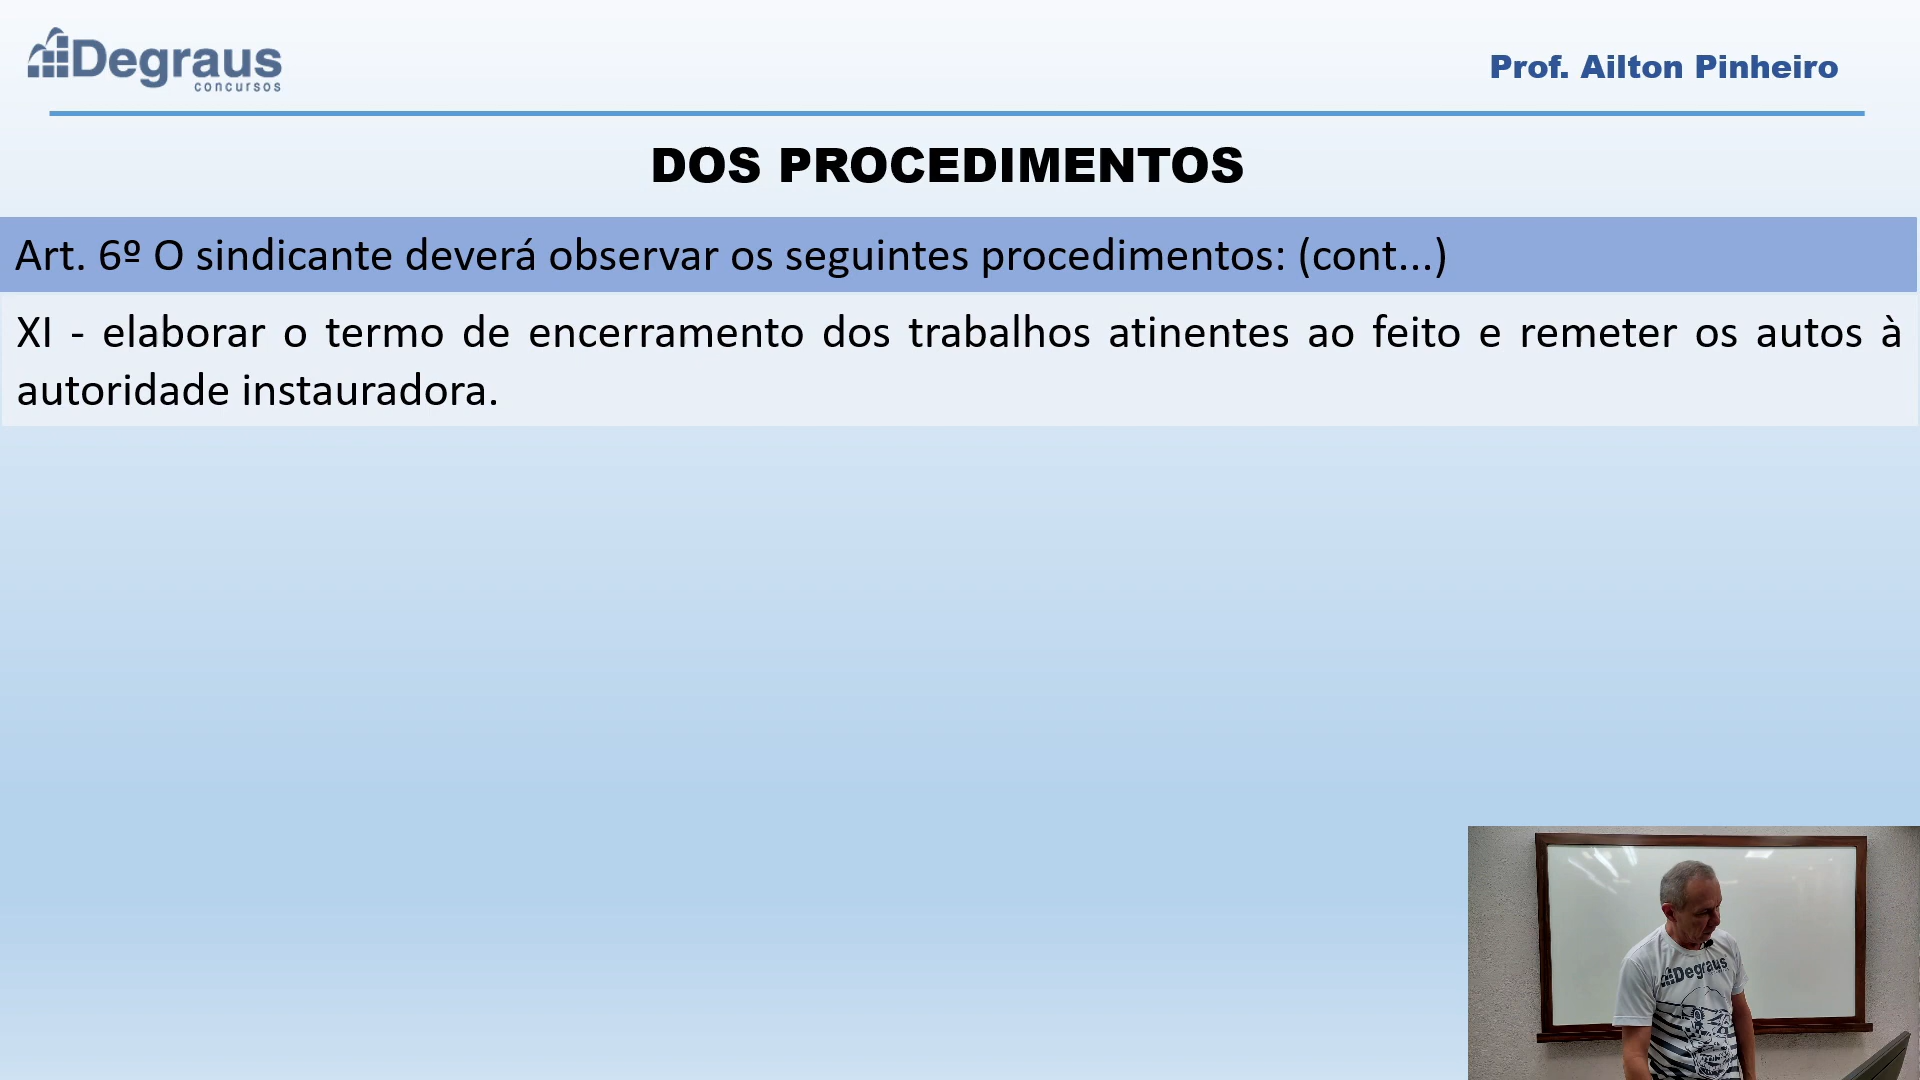 Degraus
concursos
Prof. Ailton Pinheiro
DOS PROCEDIMENTOS
Art. 6º O sindicante deverá observar os seguintes procedimentos: (cont...)
XI - elaborar o termo de encerramento dos trabalhos atinentes ao feito e remeter os autos à
autoridade instauradora.
Degraus